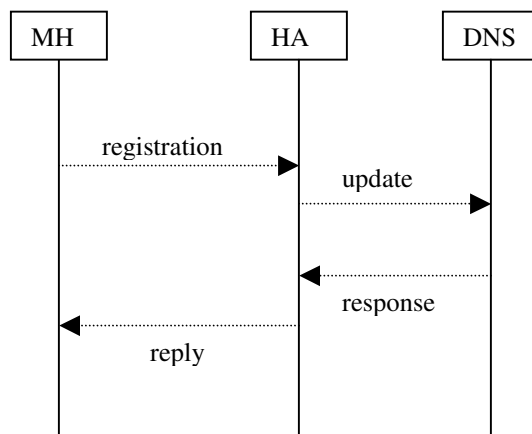 MH
HA
DNS
registration
update
response
reply